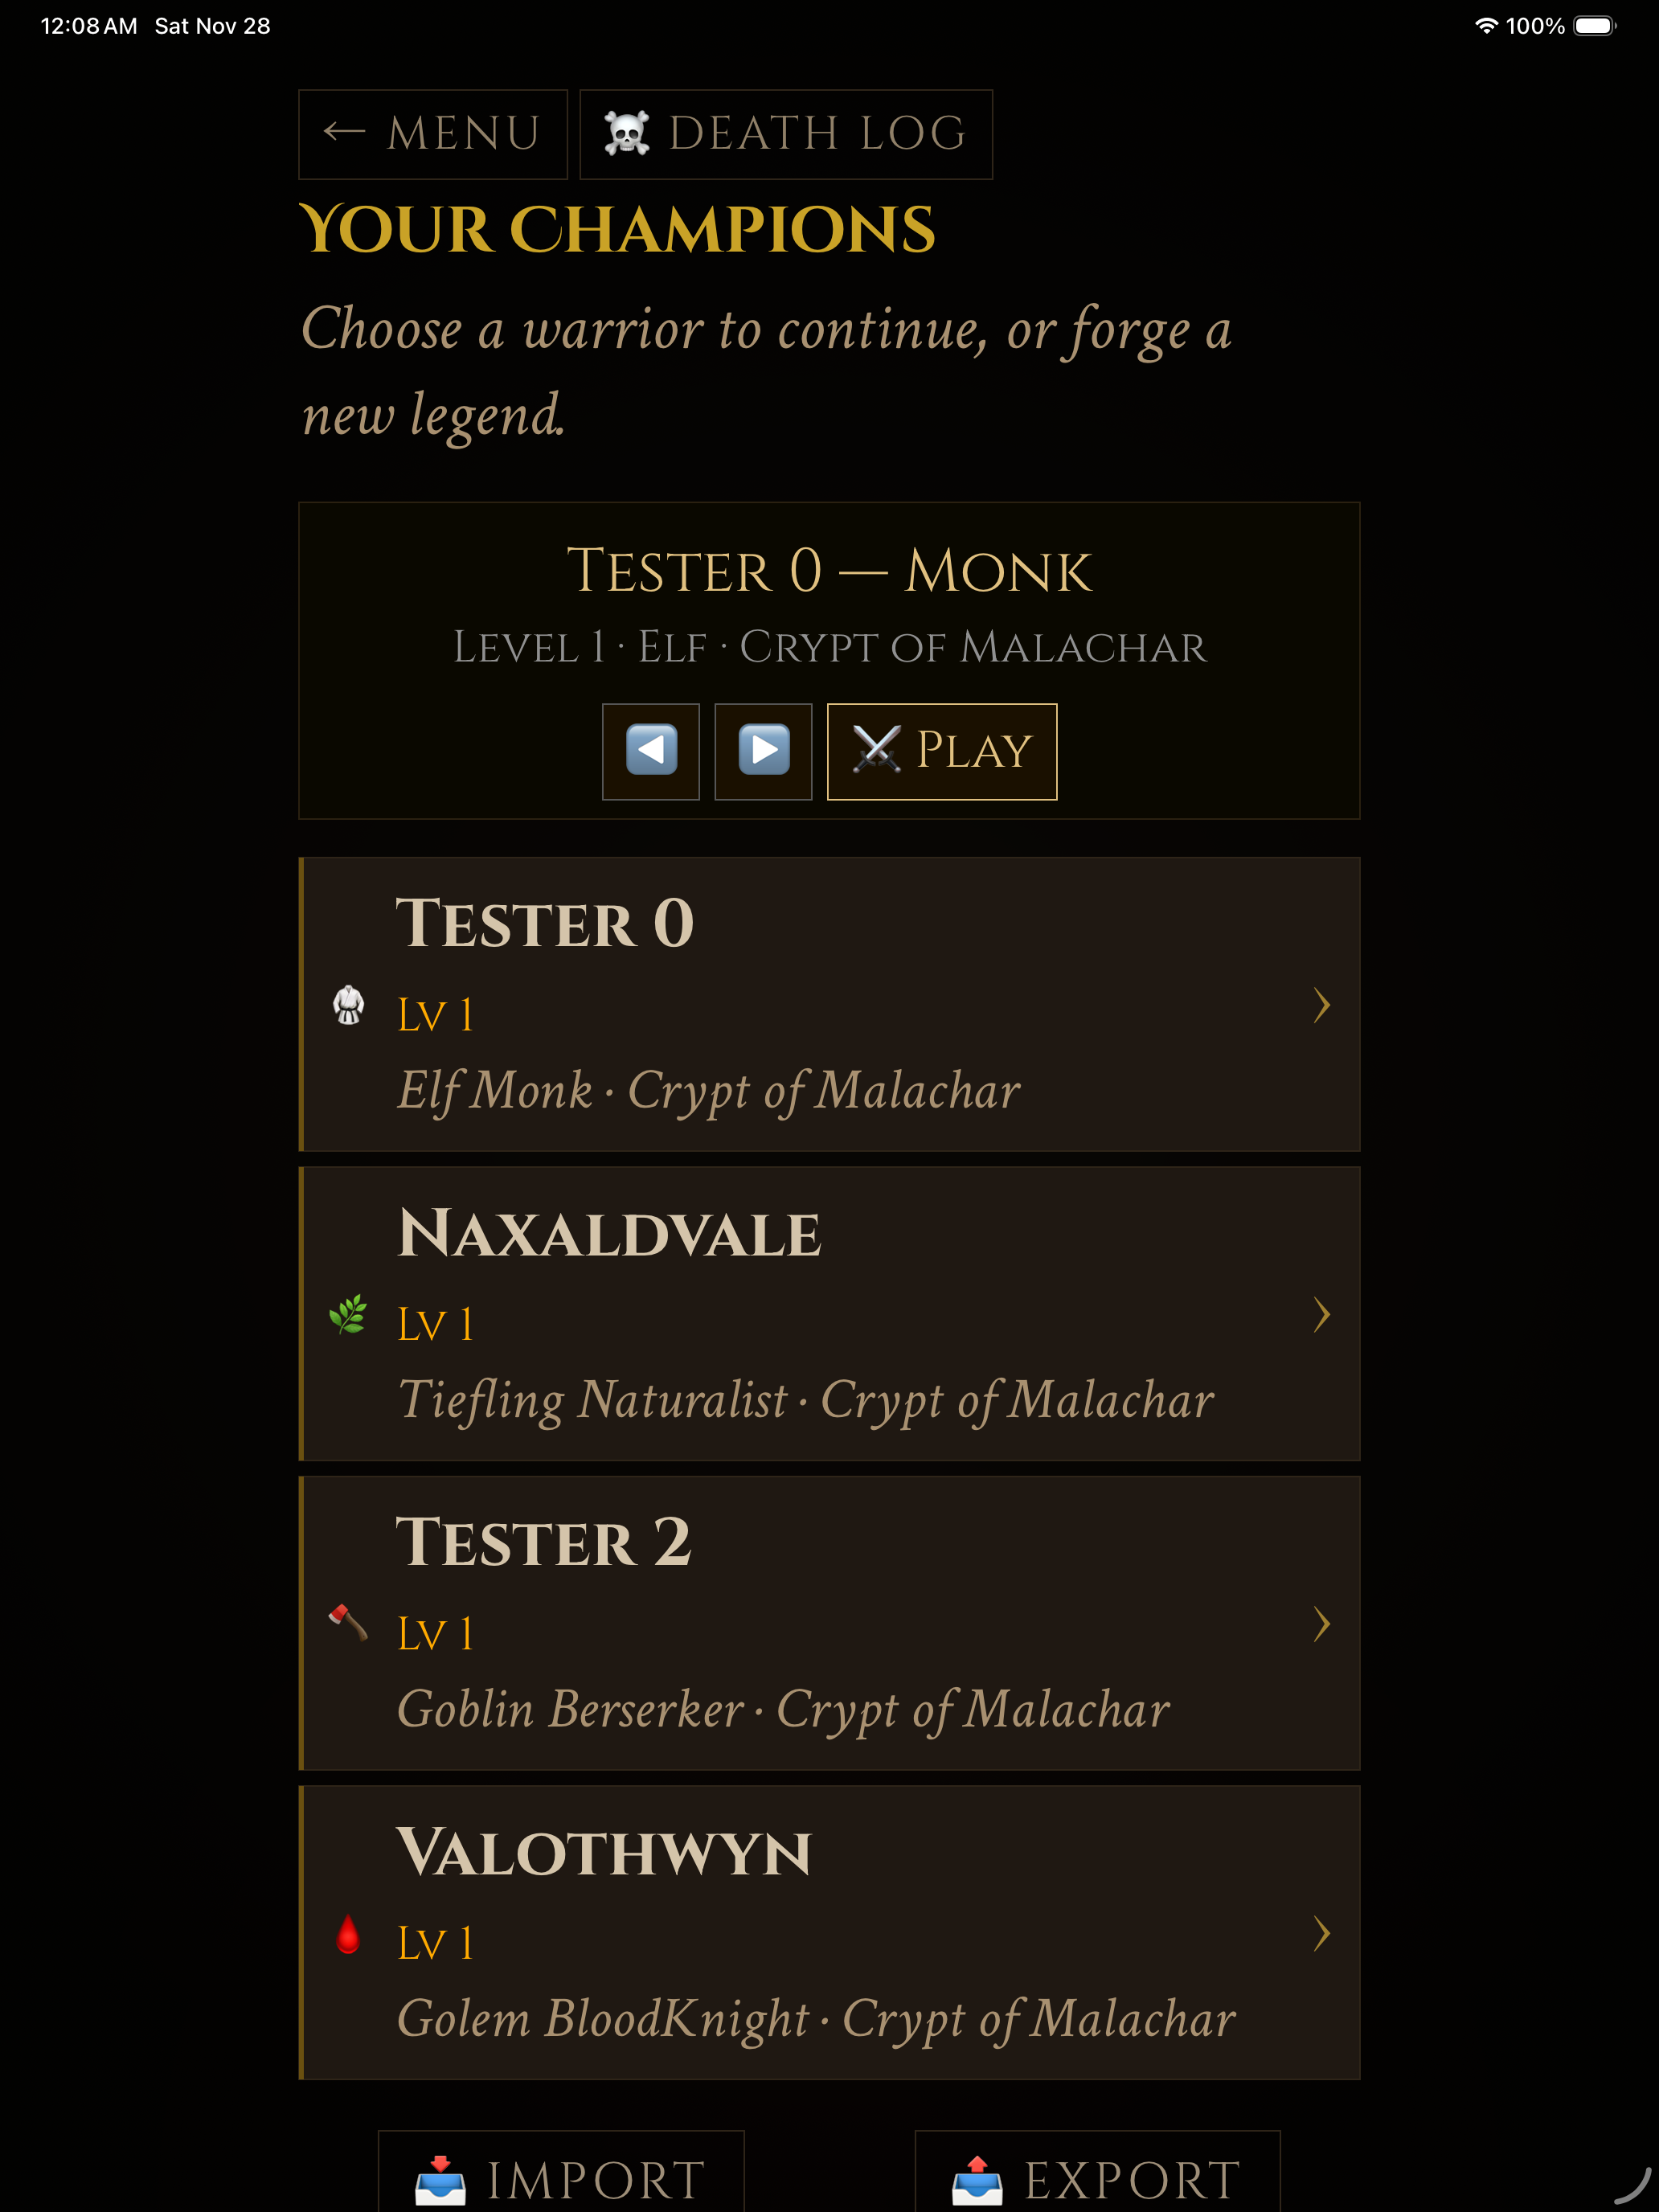 12:08 AM Sat Nov 28
100%
← MENU
☠️ DEATH LOG
Your Champions
Choose a warrior to continue, or forge a
new legend.
Tester 0 — Monk
Level 1 · Elf · Crypt of Malachar
◀️ ▶️ ⚔️ Play
Tester 0
Lv 1
Elf Monk · Crypt of Malachar
Naxaldvale
Lv 1
Tiefling Naturalist · Crypt of Malachar
Tester 2
Lv 1
Goblin Berserker · Crypt of Malachar
Valothwyn
Lv 1
Golem BloodKnight · Crypt of Malachar
📥 IMPORT
📤 EXPORT